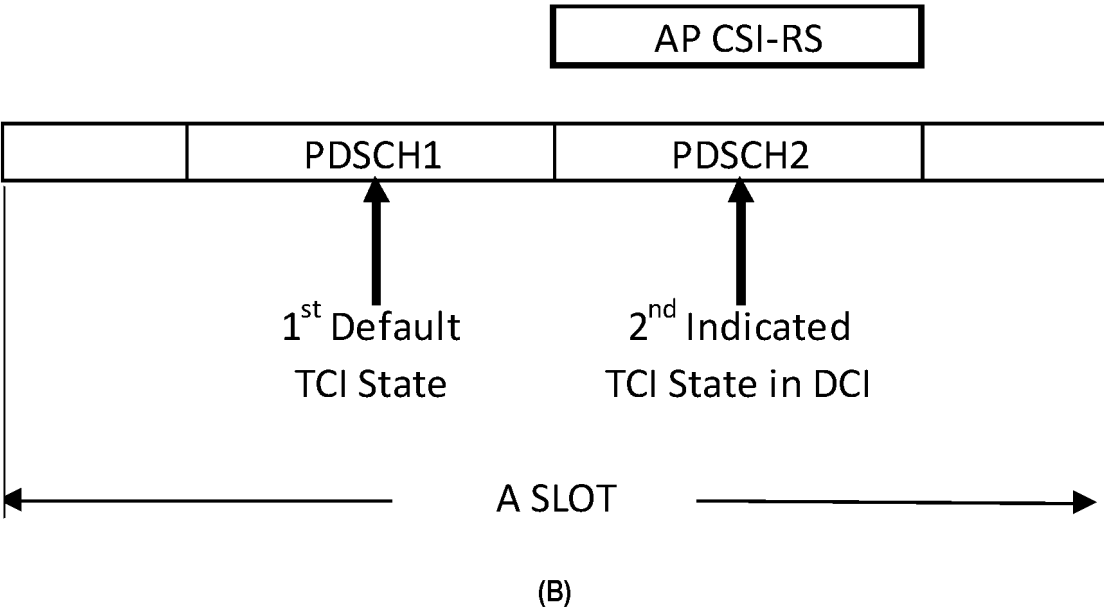 AP CSI-RS
PDSCH1 PDSCH2
1st Default 2nd Indicated
TCI State TCI State in DCI
A SLOT
(B)